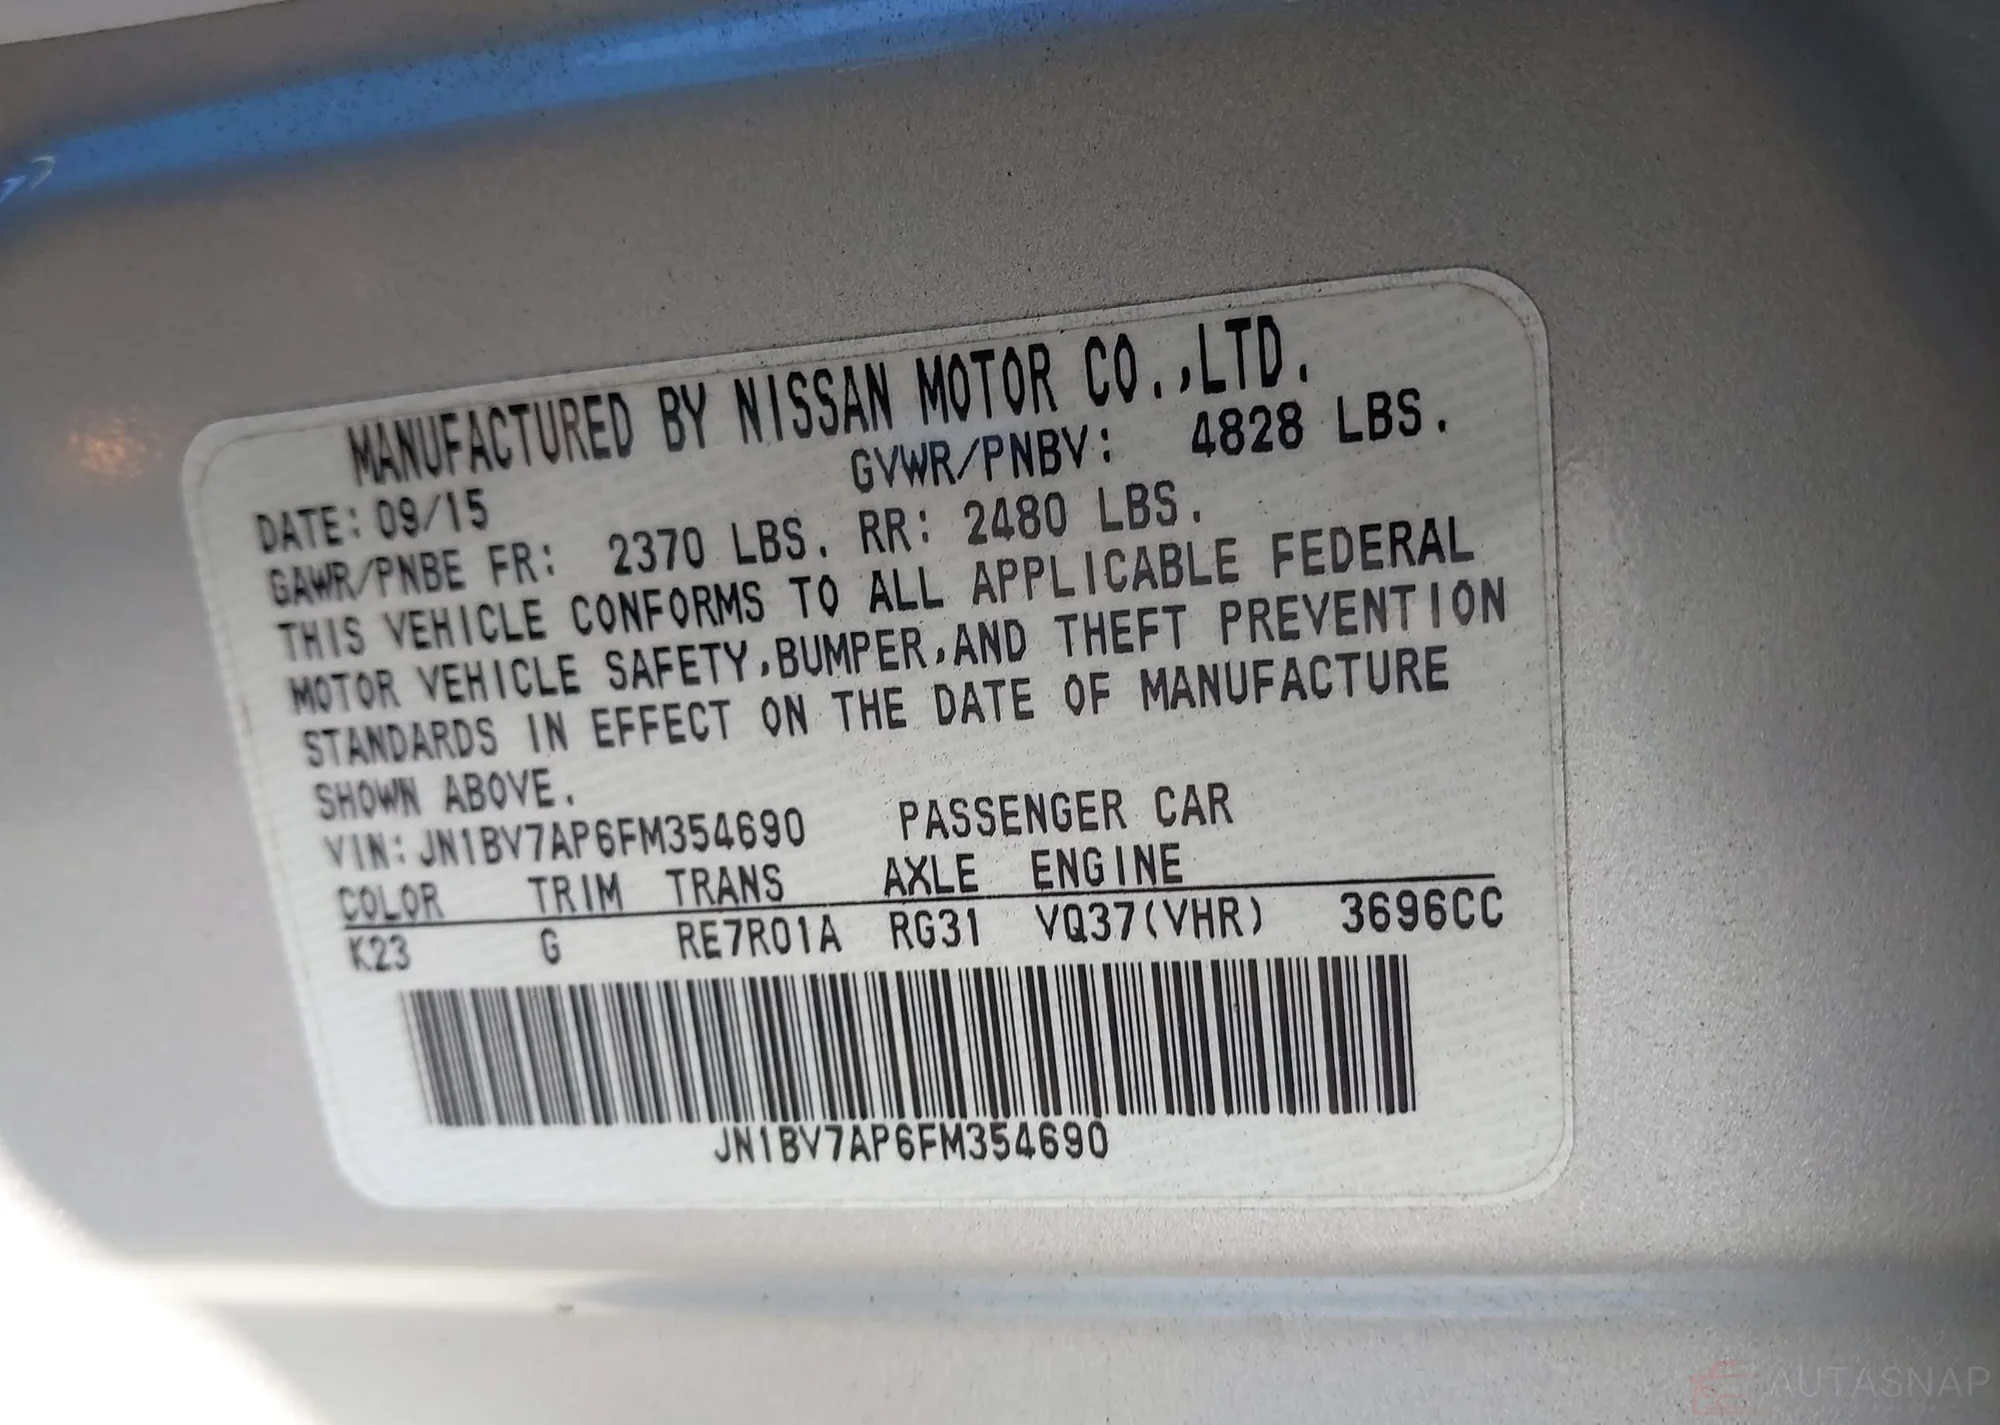 MANUFACTURED BY NISSAN MOTOR CO.,LTD.
DATE: 09/15 GVWR/PNBV: 4828 LBS.
GAWR/PNBE FR: 2370 LBS. RR: 2480 LBS.
THIS VEHICLE CONFORMS TO ALL APPLICABLE FEDERAL
MOTOR VEHICLE SAFETY,BUMPER,AND THEFT PREVENTION
STANDARDS IN EFFECT ON THE DATE OF MANUFACTURE
SHOWN ABOVE.
VIN: JN1BV7AP6FM354690 PASSENGER CAR
COLOR TRIM TRANS AXLE ENGINE
K23 G RE7R01A RG31 VQ37(VHR) 3696CC
JN1BV7AP6FM354690
AUTASNAP